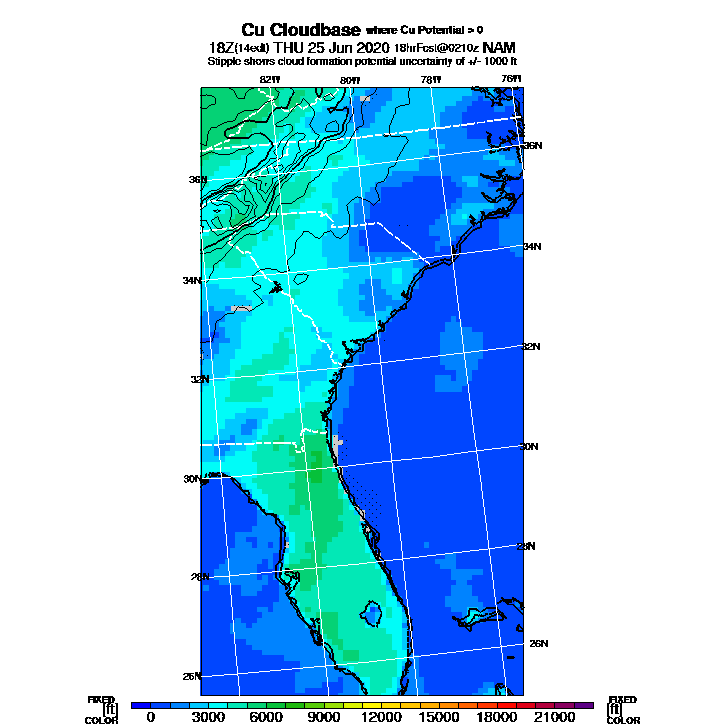 Cu Cloudbase where Cu Potential > 0
18Z(14edt) THU 25 Jun 2020 18hrFcst@0210z NAM
Stipple shows cloud formation potential uncertainty of +/- 1000 ft
82W 80W 78W 76W
36N
36N
34N
34N
32N
32N
30N
30N
28N
28N
26N
26N
FIXED FIXED
[ft] [ft]
COLOR COLOR
0 3000 6000 9000 12000 15000 18000 21000